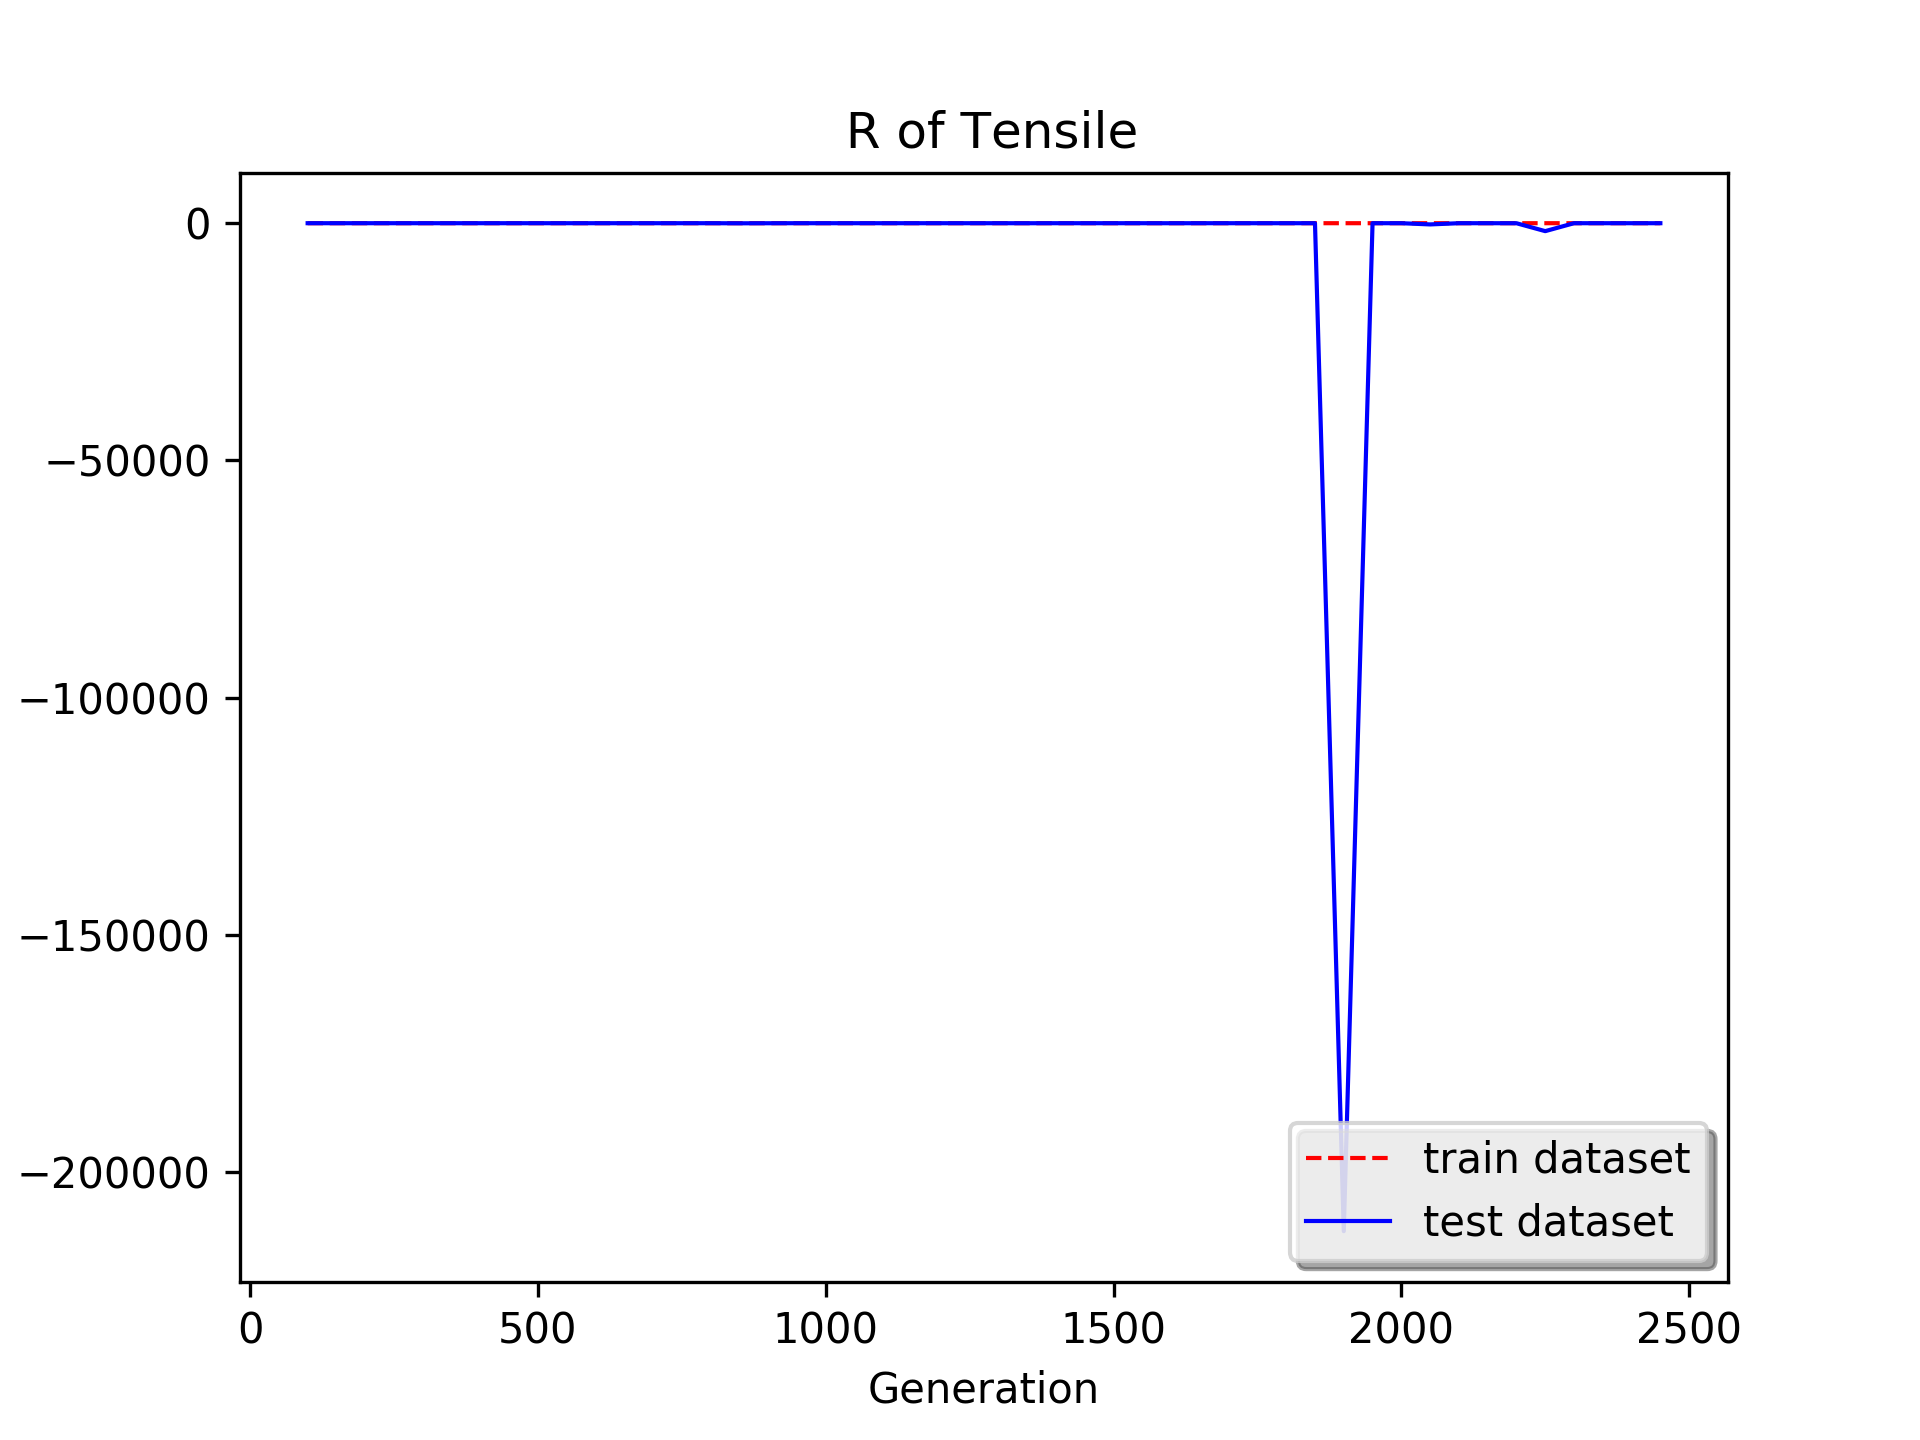 R of Tensile
0
−50000
−100000
−150000
−200000
train dataset
test dataset
0 500 1000 1500 2000 2500
Generation